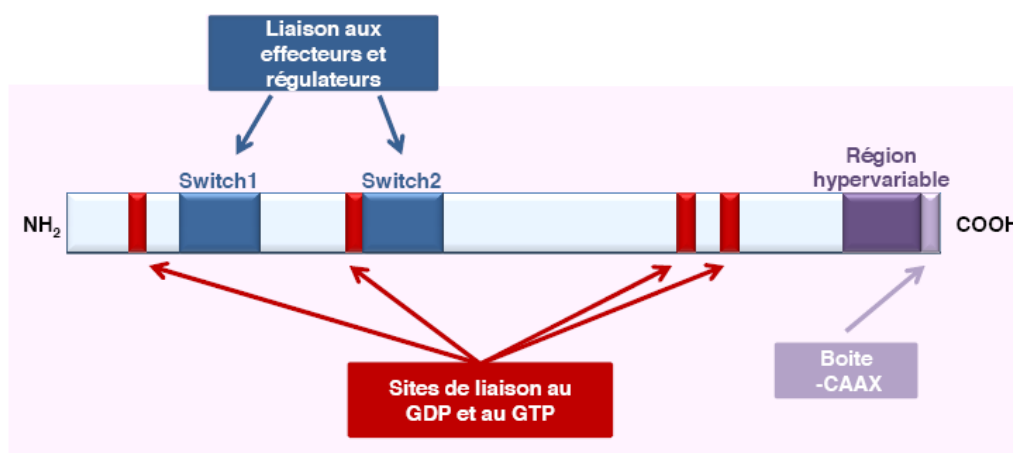 Liaison aux
effecteurs et
régulateurs
Région
hypervariable
Switch1
Switch2
NH2
COOH
Boite
-CAAX
Sites de liaison au
GDP et au GTP